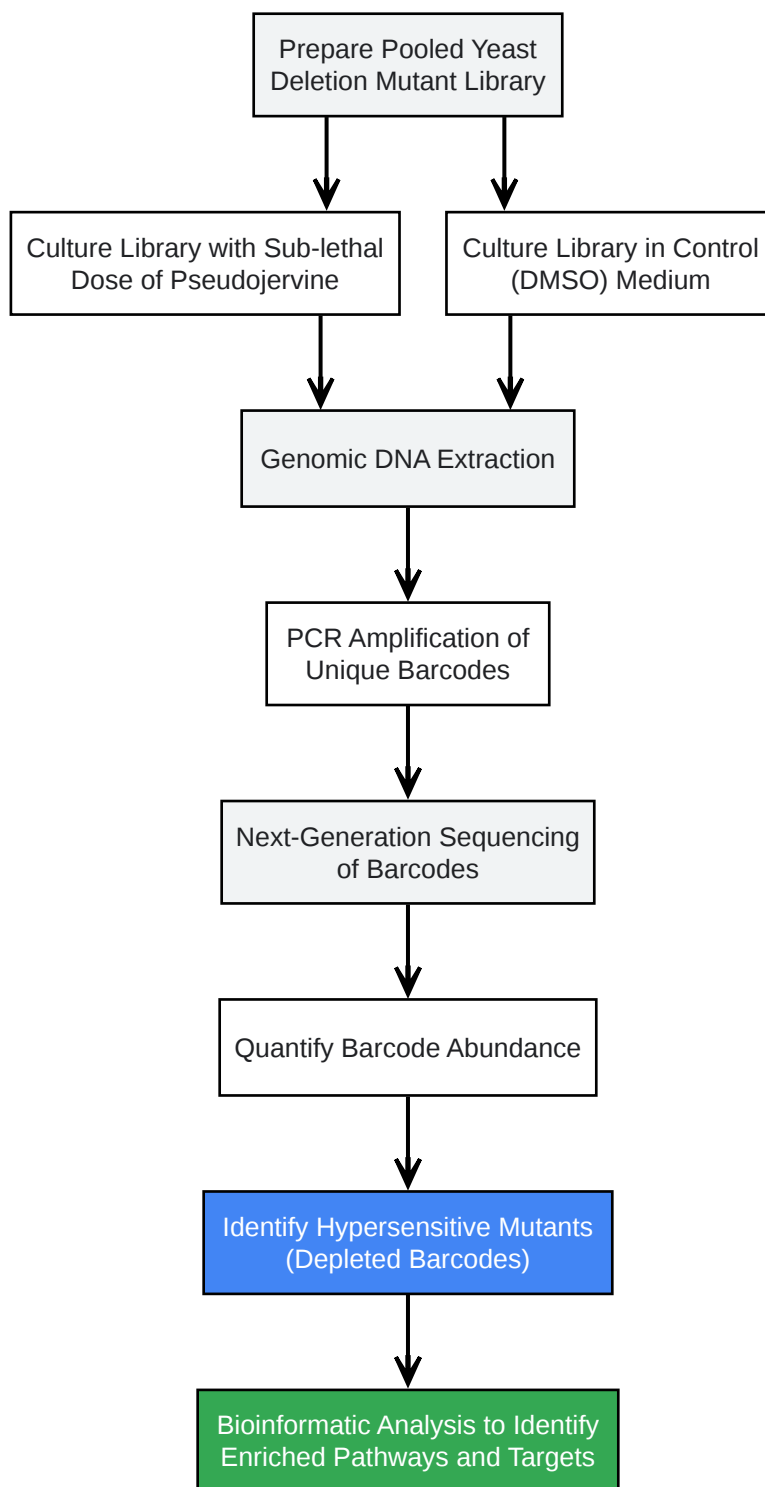 Prepare Pooled Yeast
Deletion Mutant Library
Culture Library with Sub-lethal
Dose of Pseudojervine
Culture Library in Control
(DMSO) Medium
Genomic DNA Extraction
PCR Amplification of
Unique Barcodes
Next-Generation Sequencing
of Barcodes
Quantify Barcode Abundance
Identify Hypersensitive Mutants
(Depleted Barcodes)
Bioinformatic Analysis to Identify
Enriched Pathways and Targets